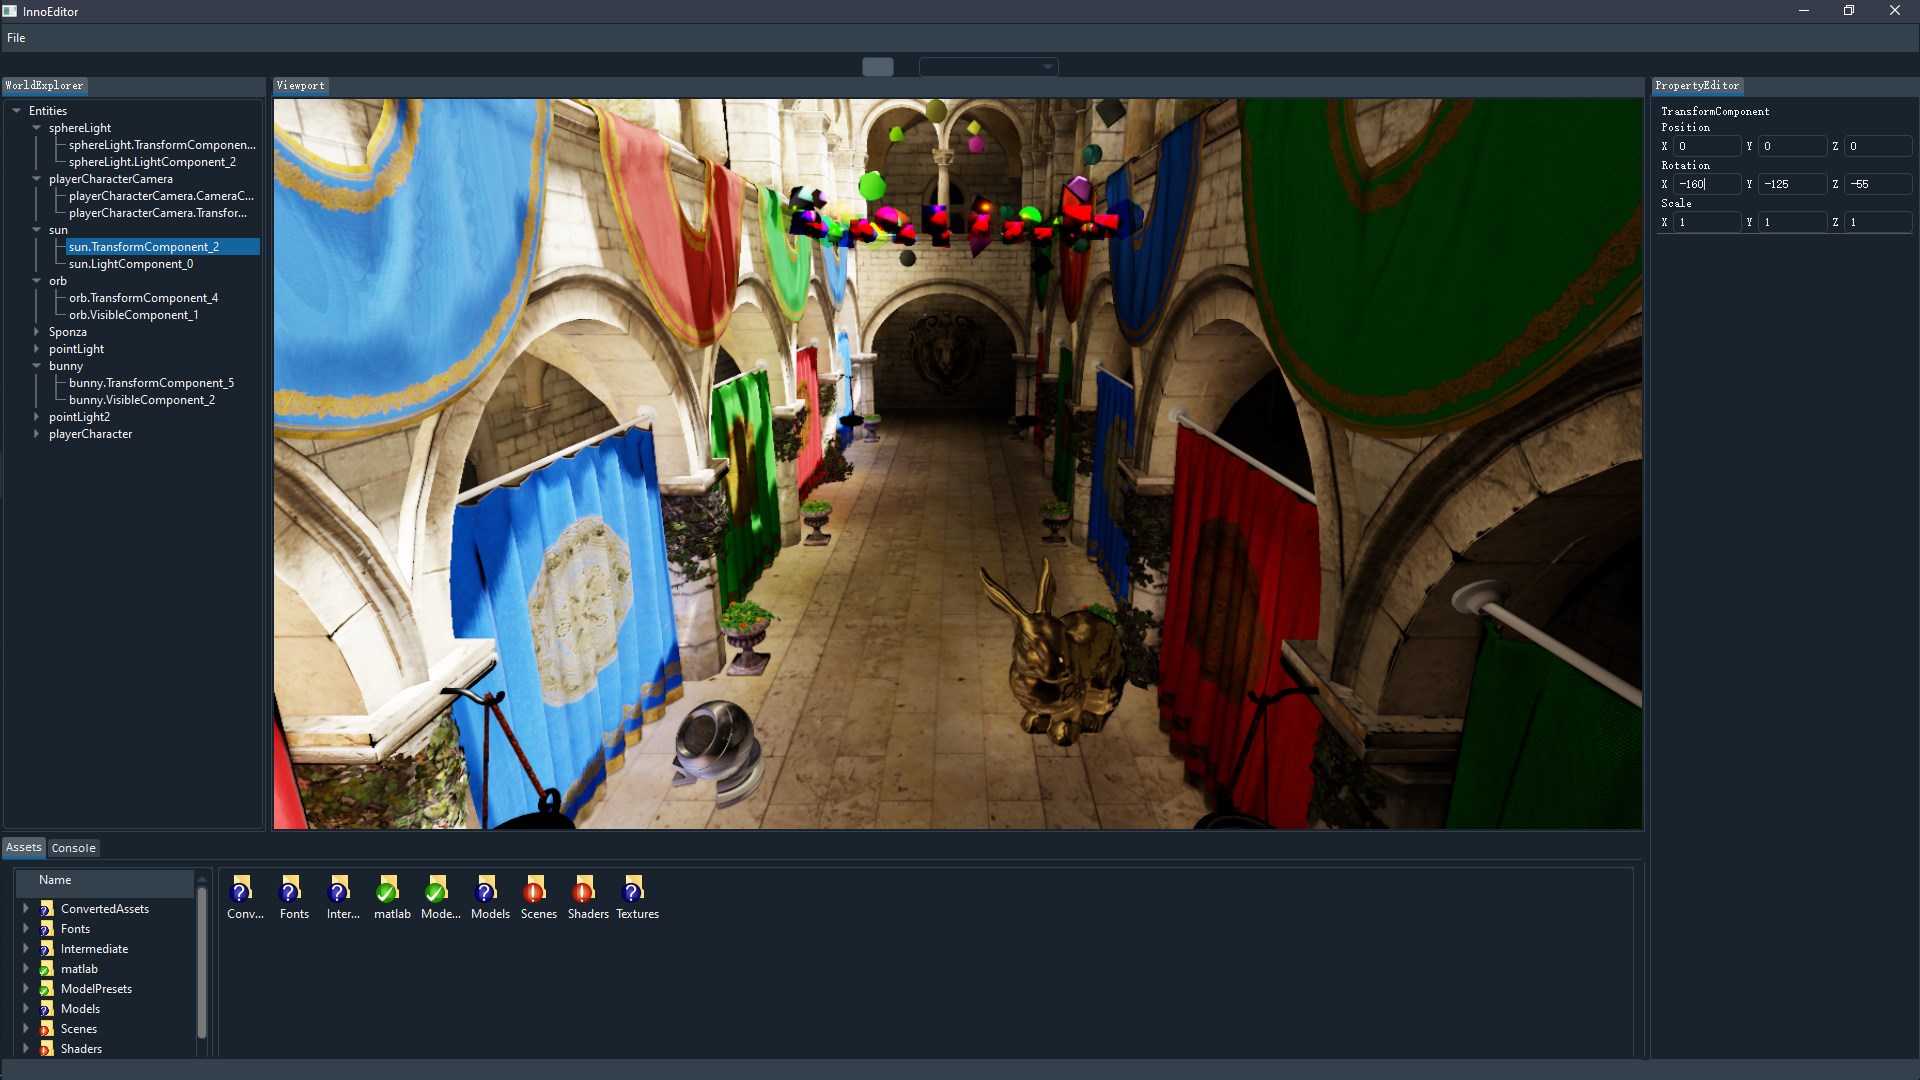 InnoEditor
File
WorldExplorer
Viewport
PropertyEditor
Entities
sphereLight
sphereLight.TransformComponen...
sphereLight.LightComponent_2
playerCharacterCamera
playerCharacterCamera.CameraC...
playerCharacterCamera.Transfor...
sun
sun.TransformComponent_2
sun.LightComponent_0
orb
orb.TransformComponent_4
orb.VisibleComponent_1
Sponza
pointLight
bunny
bunny.TransformComponent_5
bunny.VisibleComponent_2
pointLight2
playerCharacter
TransformComponent
Position
X 0 Y 0 Z 0
Rotation
X -160 Y -125 Z -55
Scale
X 1 Y 1 Z 1
Assets Console
Name
ConvertedAssets
Fonts
Intermediate
matlab
ModelPresets
Models
Scenes
Shaders
Conv... Fonts Inter... matlab Mode... Models Scenes Shaders Textures